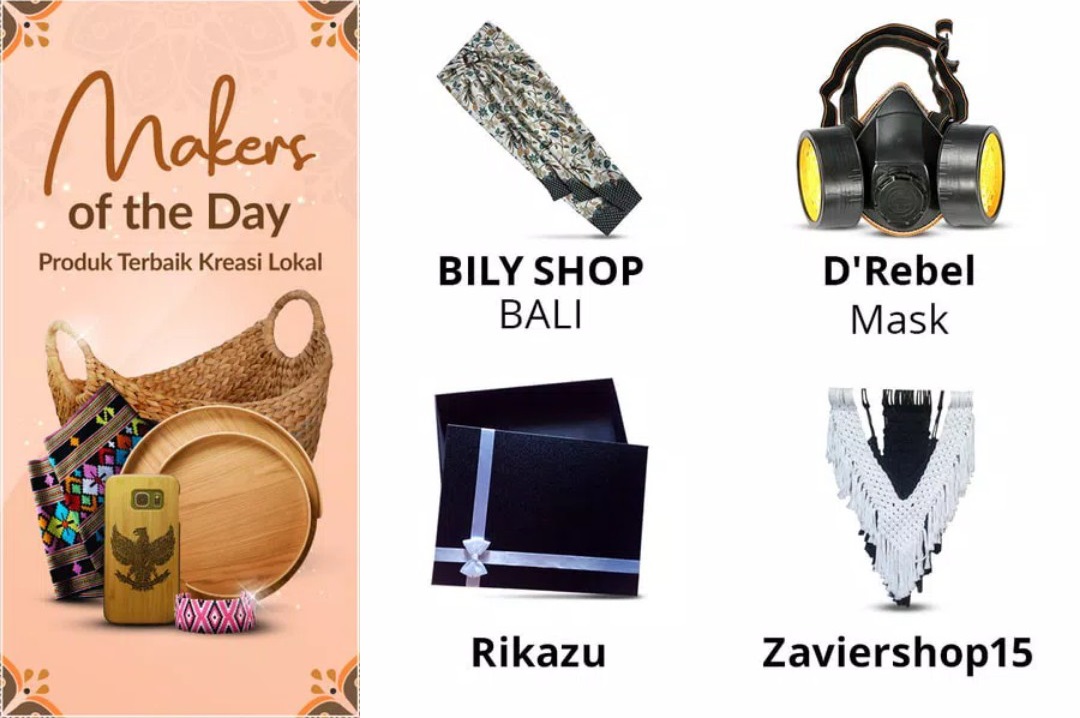 Makers
of the Day
Produk Terbaik Kreasi Lokal
BILY SHOP
BALI
D'Rebel
Mask
Rikazu
Zaviershop15